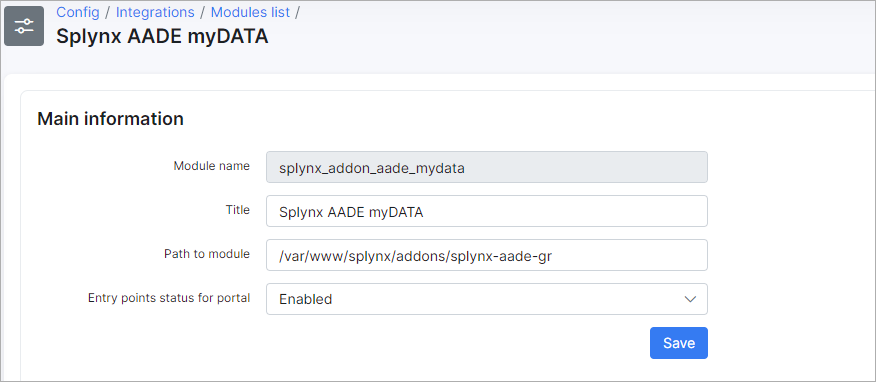 Config / Integrations / Modules list /
Splynx AADE myDATA
Main information
Module name splynx_addon_aade_mydata
Title Splynx AADE myDATA
Path to module /var/www/splynx/addons/splynx-aade-gr
Entry points status for portal Enabled
Save